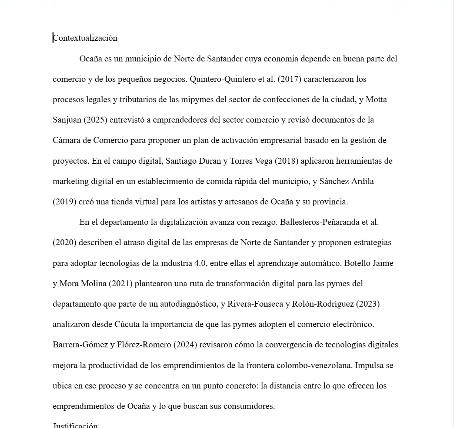 Contextualización
Ocaña es un municipio de Norte de Santander cuya economía depende en buena parte del
comercio y de los pequeños negocios. Quintero-Quintero et al. (2017) caracterizaron los
procesos legales y tributarios de las mipymes del sector de confecciones de la ciudad, y Motta
Sanjuan (2025) entrevistó a emprendedores del sector comercio y revisó documentos de la
Cámara de Comercio para proponer un plan de activación empresarial basado en la gestión de
proyectos. En el campo digital, Santiago Duran y Torres Vega (2018) aplicaron herramientas de
marketing digital en un establecimiento de comida rápida del municipio, y Sánchez Ardila
(2019) creó una tienda virtual para los artistas y artesanos de Ocaña y su provincia.
En el departamento la digitalización avanza con rezago. Ballesteros-Peñaranda et al.
(2020) describen el atraso digital de las empresas de Norte de Santander y proponen estrategias
para adoptar tecnologías de la industria 4.0, entre ellas el aprendizaje automático. Botello Jaime
y Mora Molina (2021) plantearon una ruta de transformación digital para las pymes del
departamento que parte de un autodiagnóstico, y Rivera-Fonseca y Rolón-Rodríguez (2023)
analizaron desde Cúcuta la importancia de que las pymes adopten el comercio electrónico.
Barrera-Gómez y Flórez-Romero (2024) revisaron cómo la convergencia de tecnologías digitales
mejora la productividad de los emprendimientos de la frontera colombo-venezolana. Impulsa se
ubica en ese proceso y se concentra en un punto concreto: la distancia entre lo que ofrecen los
emprendimientos de Ocaña y lo que buscan sus consumidores.
Justificación